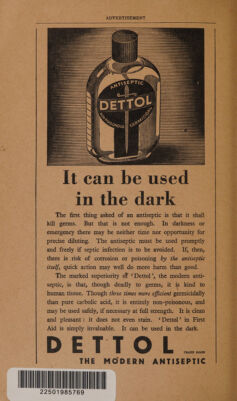 ADVERTISEMENT
ANTISEPTIC
DETTOL
It can be used
in the dark
The first thing asked of an antiseptic is that it shall
kill germs. But that is not enough. In darkness or
emergency there may be neither time nor opportunity for
precise diluting. The antiseptic must be used promptly
and freely if septic infection is to be avoided. If, then,
there is risk of corrosion or poisoning by the antiseptic
itself, quick action may well do more harm than good.
The marked superiority of 'Dettol', the modern anti-
septic, is that, though deadly to germs, it is kind to
human tissue. Though three times more efficient germicidally
than pure carbolic acid, it is entirely non-poisonous, and
may be used safely, if necessary at full strength. It is clean
and pleasant : it does not even stain. 'Dettol' in First
Aid is simply invaluable. It can be used in the dark.
DETTOL TRADE MARK
THE MODERN ANTISEPTIC
22501985769